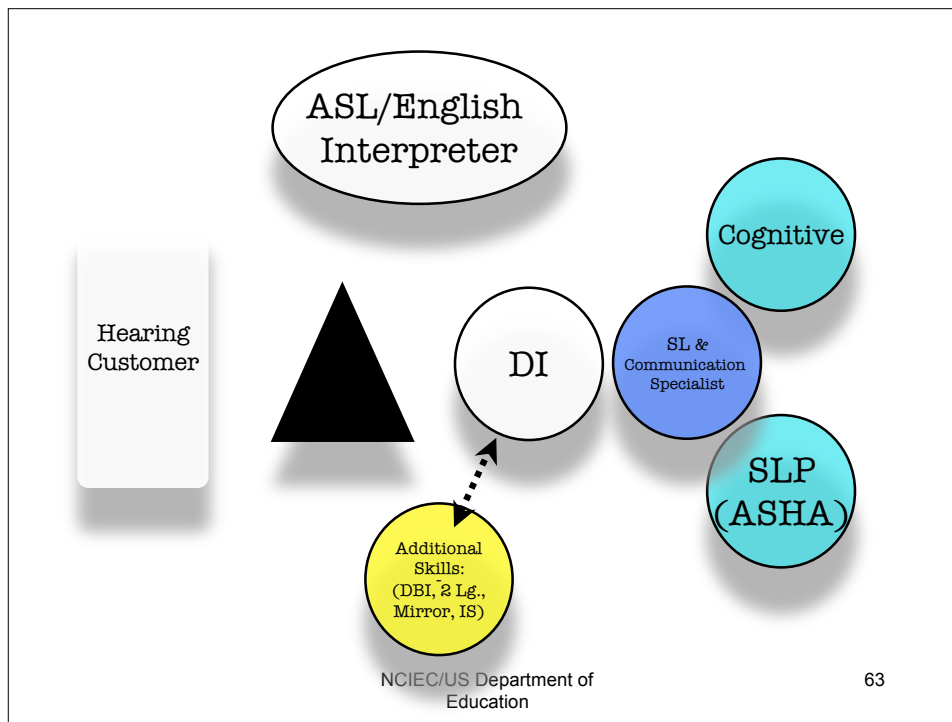 ASL/English
Interpreter
Cognitive
Hearing
Customer
DI
SL &
Communication
Specialist
SLP
(ASHA)
Additional
Skills:
(DBI, 2 Lg.,
Mirror, IS)
NCIEC/US Department of
Education
63